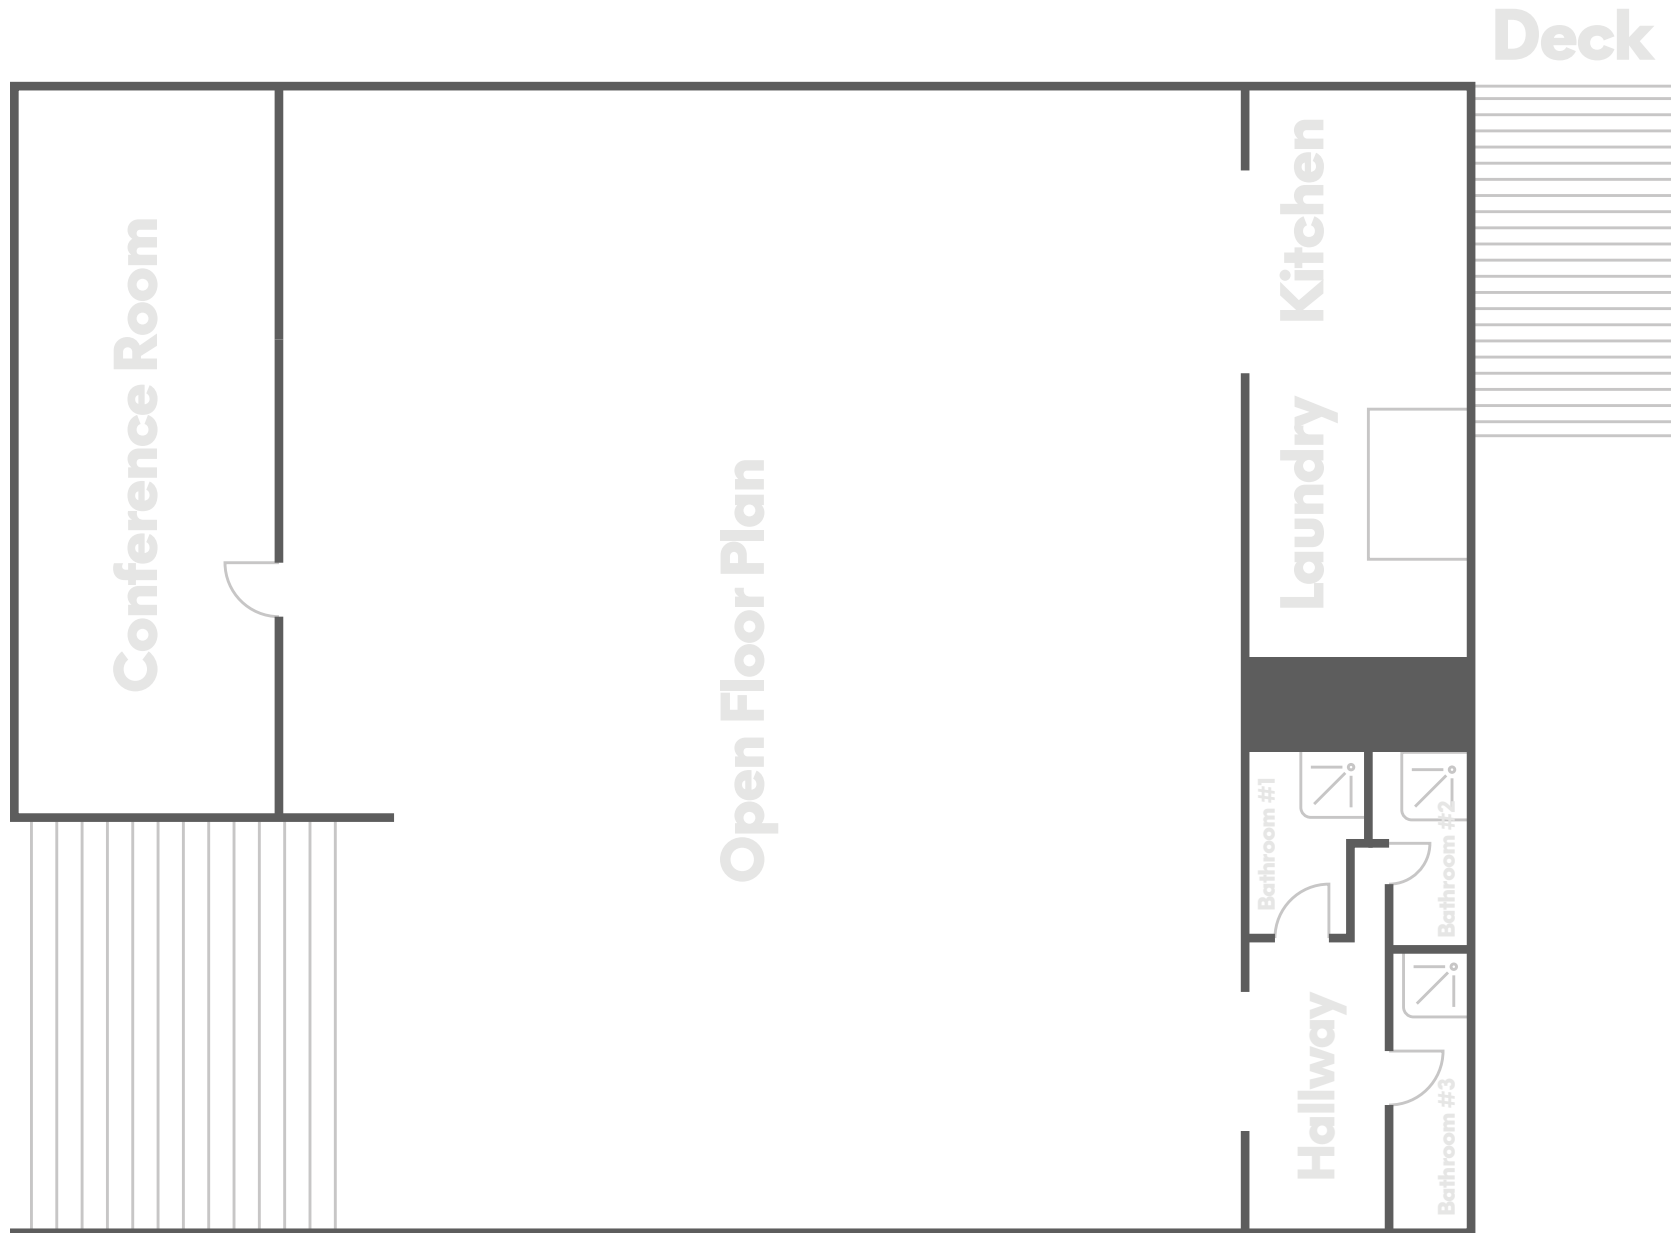 Deck
Conference Room
Open Floor Plan
Kitchen
Laundry
Bathroom #1
Bathroom #2
Hallway
Bathroom #3